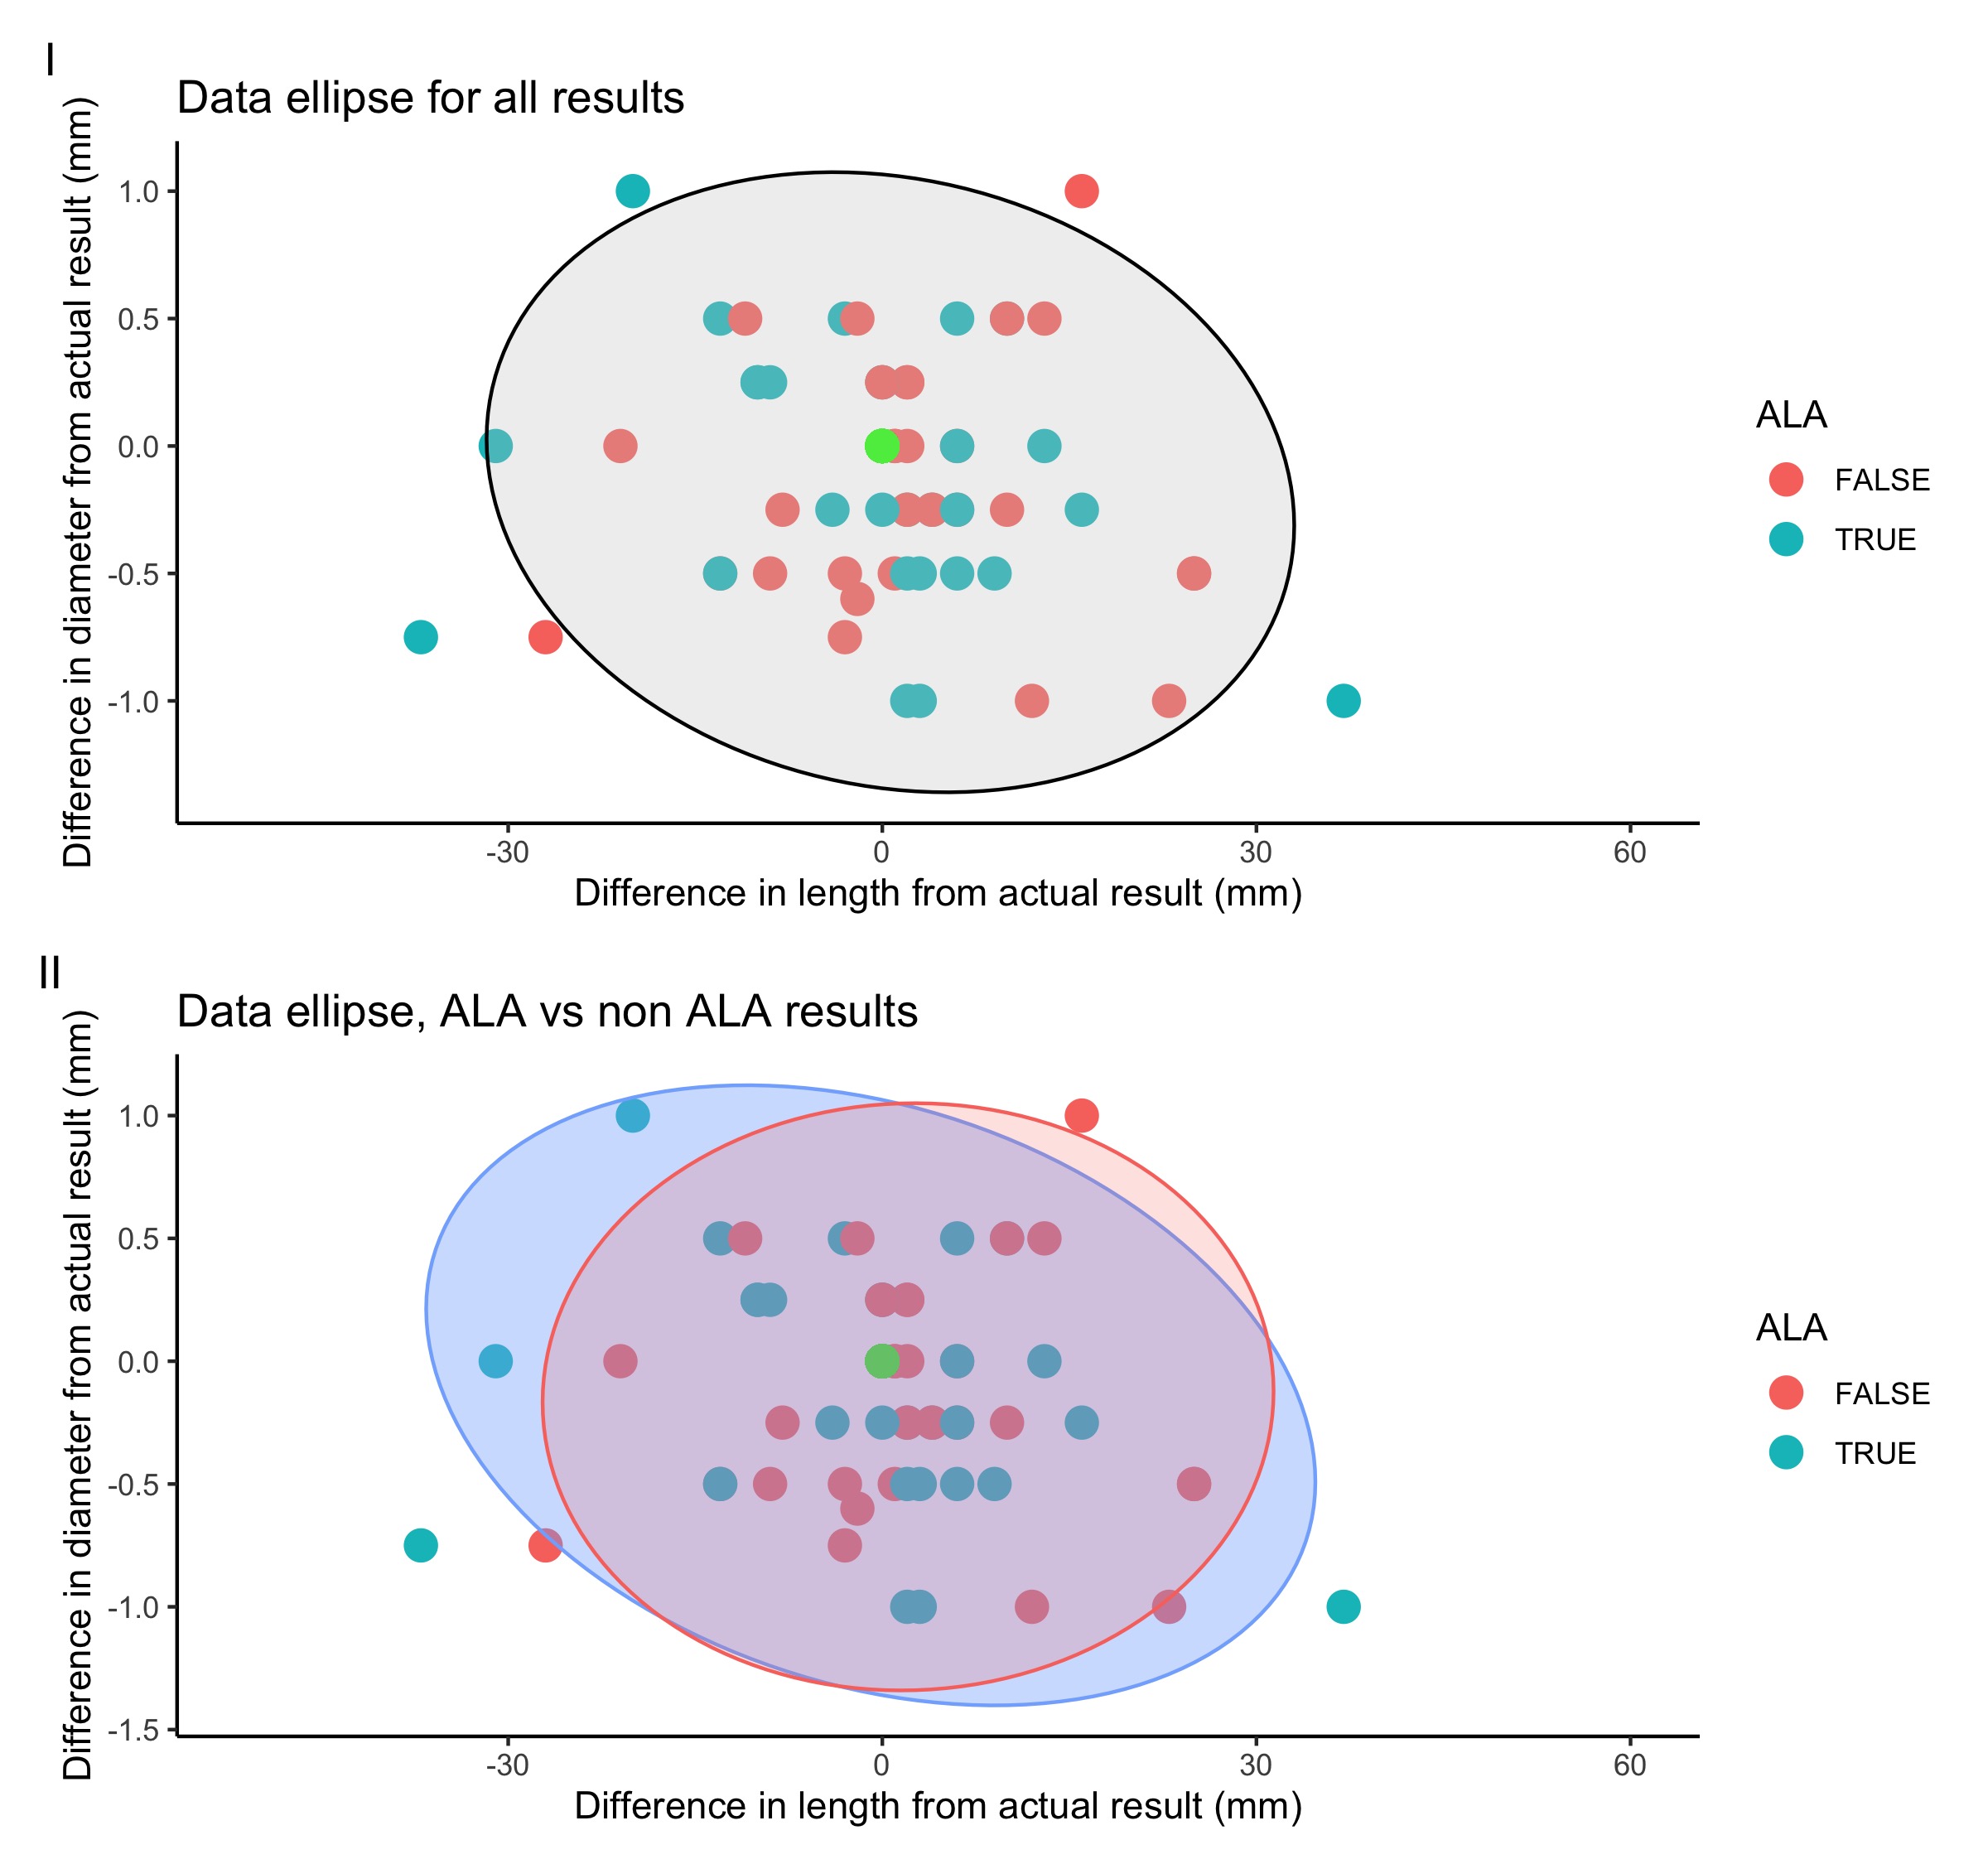 I
Data ellipse for all results
Difference in diameter from actual result (mm)
1.0
0.5
0.0
-0.5
-1.0
-30
0
30
60
Difference in length from actual result (mm)
ALA
FALSE
TRUE
II
Data ellipse, ALA vs non ALA results
Difference in diameter from actual result (mm)
1.0
0.5
0.0
-0.5
-1.0
-1.5
-30
0
30
60
Difference in length from actual result (mm)
ALA
FALSE
TRUE